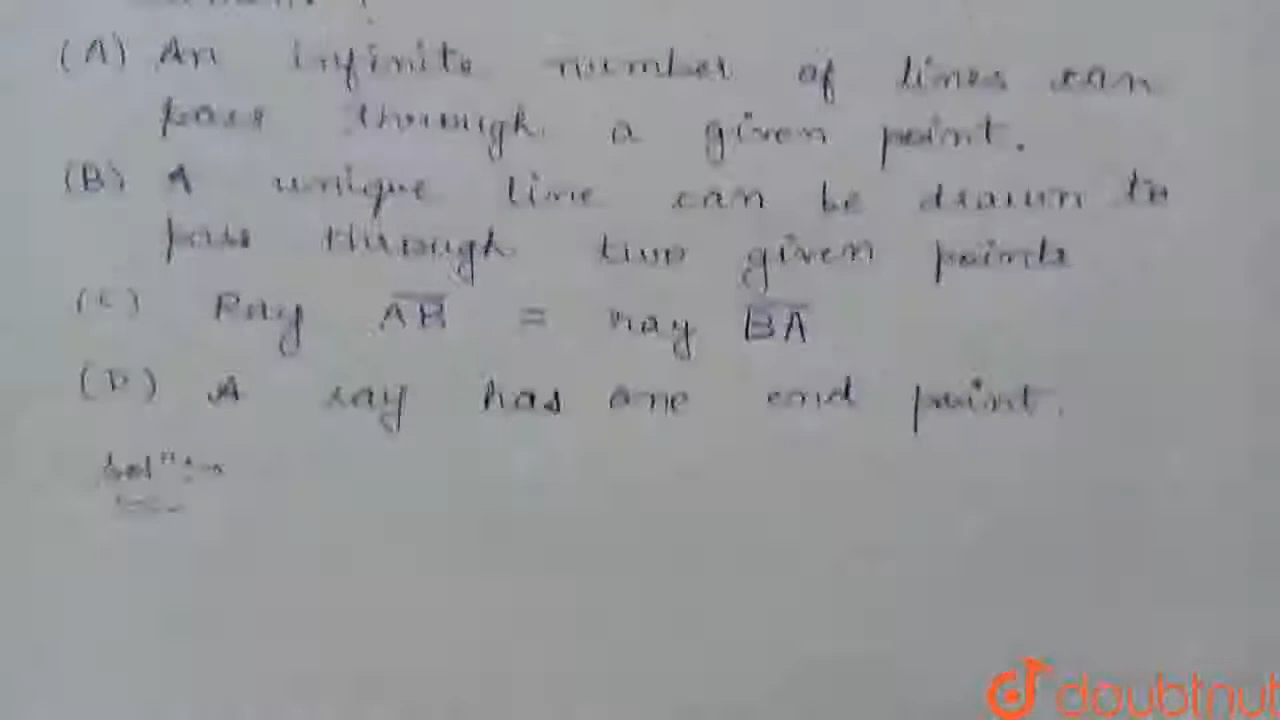 (A) An infinite number of lines can
pass through a given point.
(B) A unique line can be drawn to
pass through two given points
(C) Ray AB = ray BA
(D) A ray has one end point.
Solⁿ:→
doubtnut